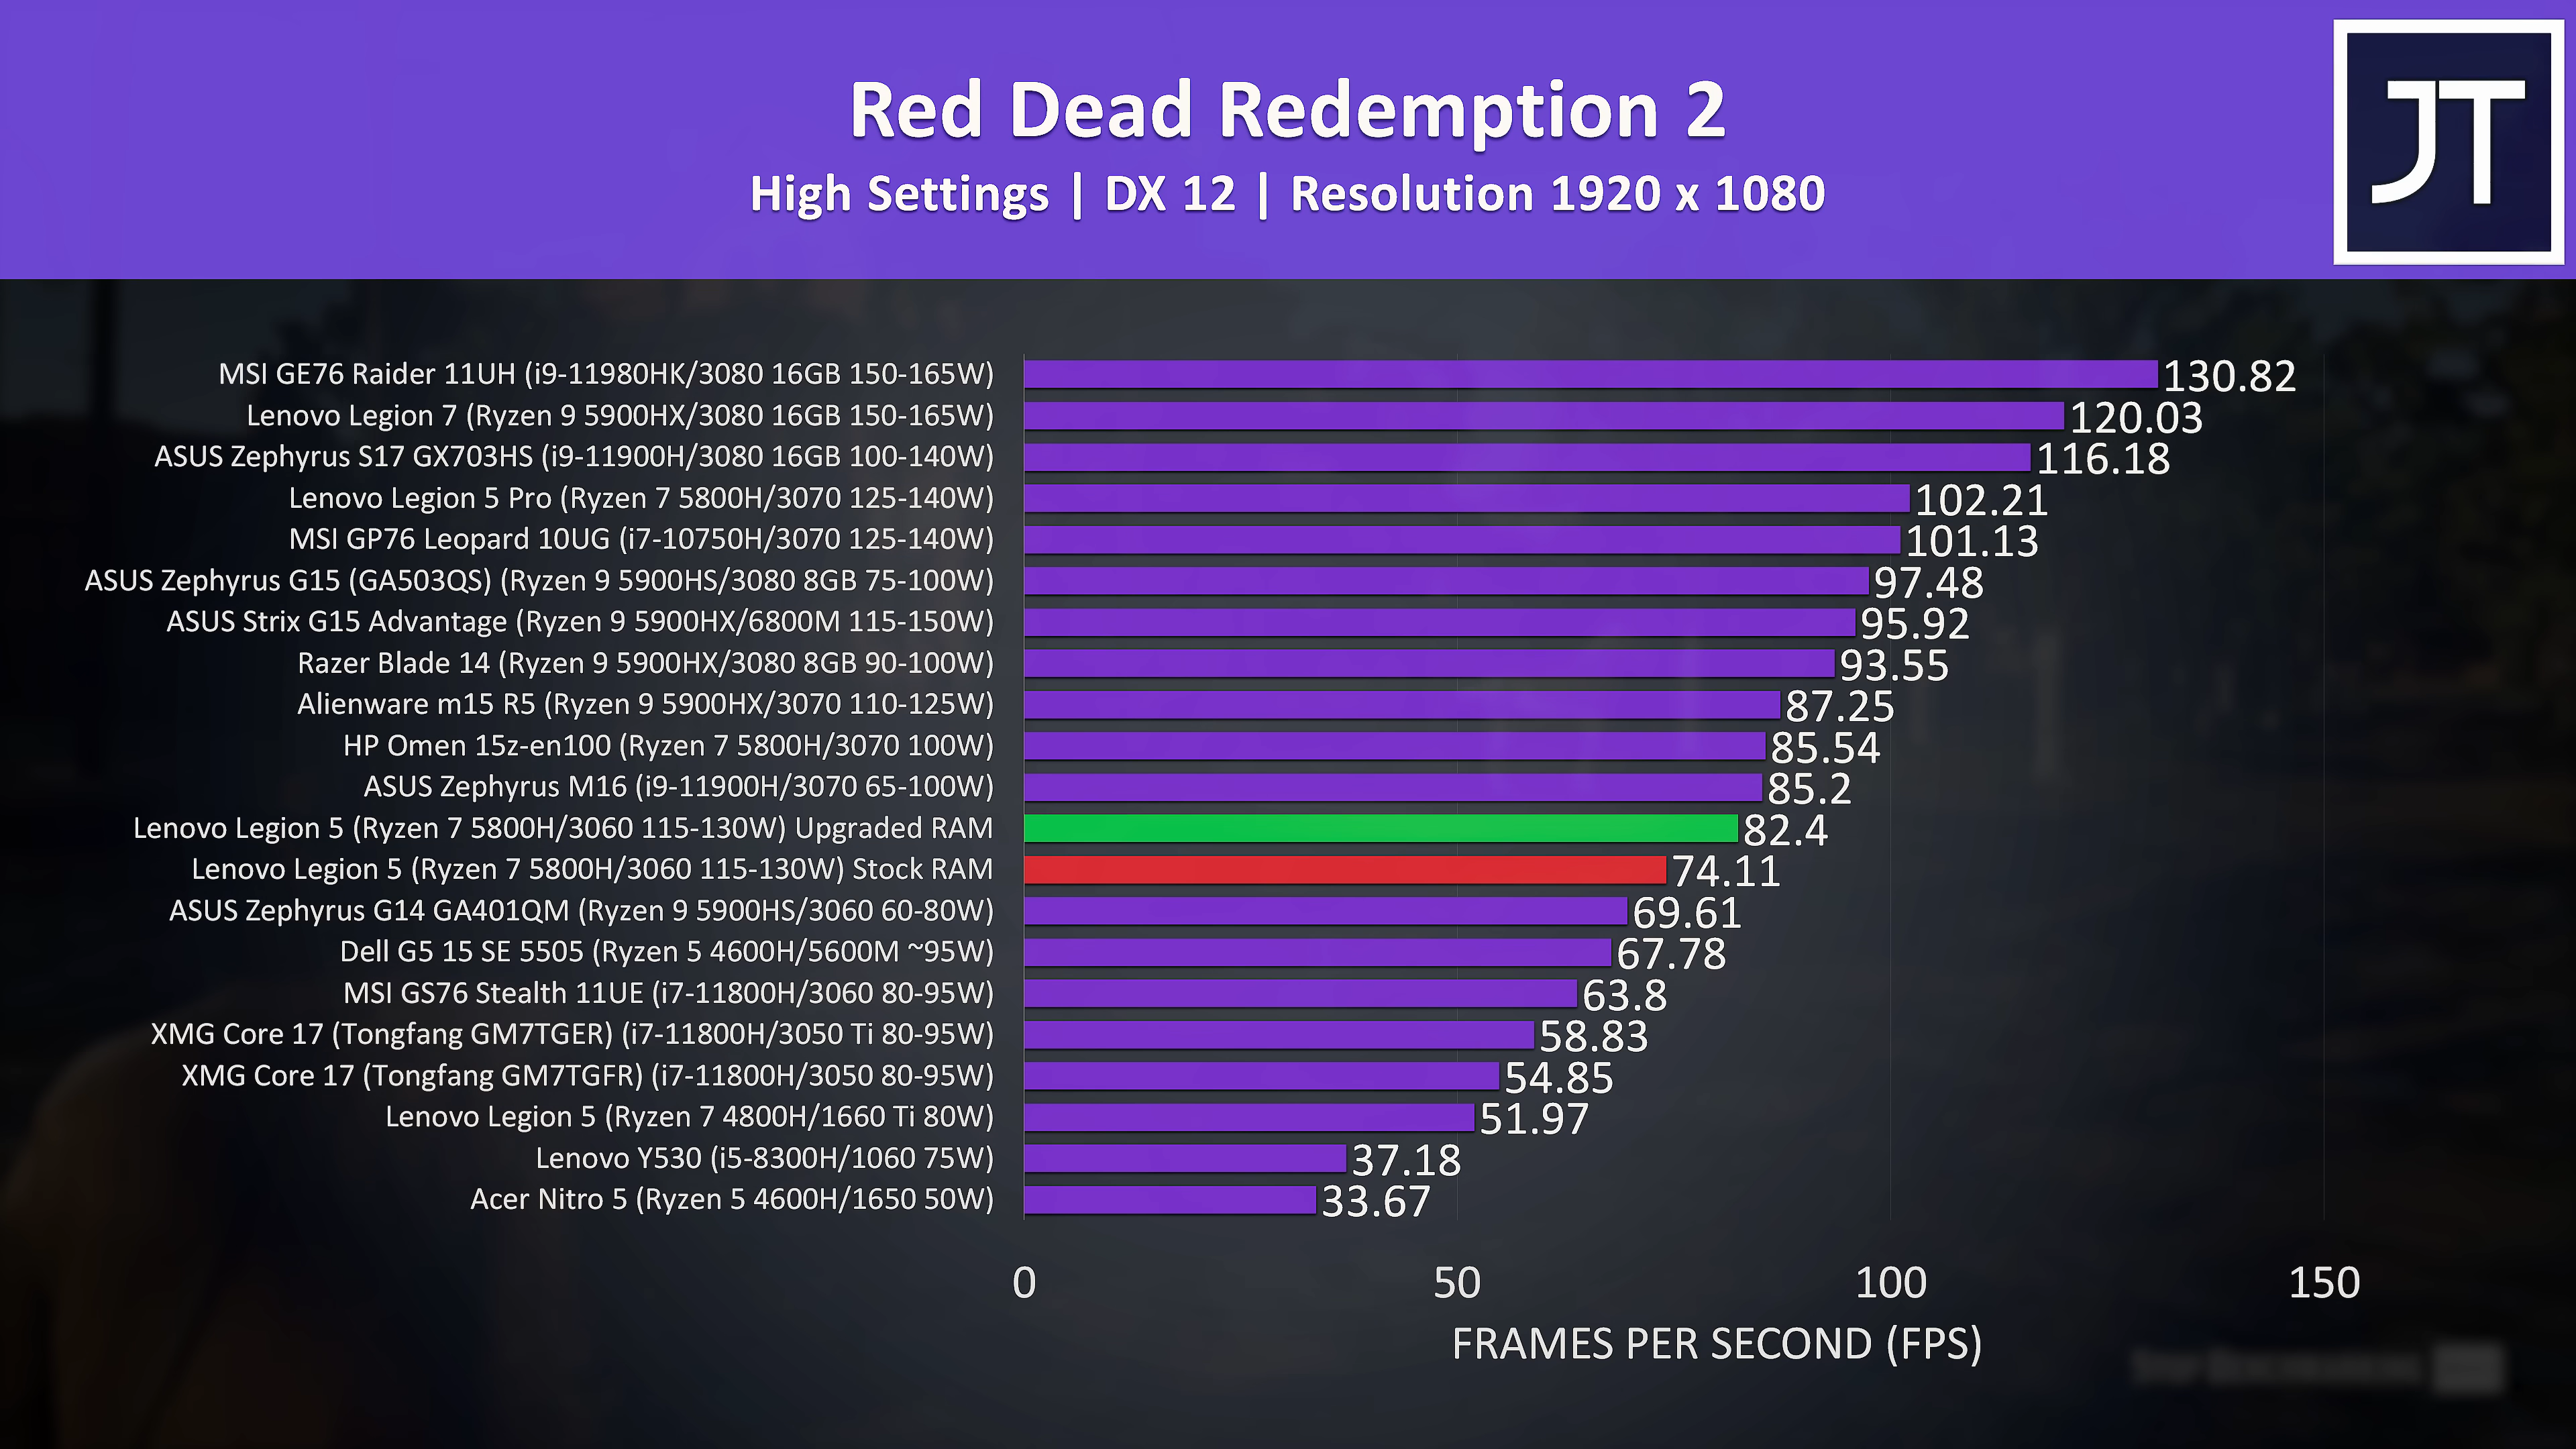 Red Dead Redemption 2
JT
High Settings | DX 12 | Resolution 1920 x 1080
MSI GE76 Raider 11UH (i9-11980HK/3080 16GB 150-165W) 130.82
Lenovo Legion 7 (Ryzen 9 5900HX/3080 16GB 150-165W) 120.03
ASUS Zephyrus S17 GX703HS (i9-11900H/3080 16GB 100-140W) 116.18
Lenovo Legion 5 Pro (Ryzen 7 5800H/3070 125-140W) 102.21
MSI GP76 Leopard 10UG (i7-10750H/3070 125-140W) 101.13
ASUS Zephyrus G15 (GA503QS) (Ryzen 9 5900HS/3080 8GB 75-100W) 97.48
ASUS Strix G15 Advantage (Ryzen 9 5900HX/6800M 115-150W) 95.92
Razer Blade 14 (Ryzen 9 5900HX/3080 8GB 90-100W) 93.55
Alienware m15 R5 (Ryzen 9 5900HX/3070 110-125W) 87.25
HP Omen 15z-en100 (Ryzen 7 5800H/3070 100W) 85.54
ASUS Zephyrus M16 (i9-11900H/3070 65-100W) 85.2
Lenovo Legion 5 (Ryzen 7 5800H/3060 115-130W) Upgraded RAM 82.4
Lenovo Legion 5 (Ryzen 7 5800H/3060 115-130W) Stock RAM 74.11
ASUS Zephyrus G14 GA401QM (Ryzen 9 5900HS/3060 60-80W) 69.61
Dell G5 15 SE 5505 (Ryzen 5 4600H/5600M ~95W) 67.78
MSI GS76 Stealth 11UE (i7-11800H/3060 80-95W) 63.8
XMG Core 17 (Tongfang GM7TGER) (i7-11800H/3050 Ti 80-95W) 58.83
XMG Core 17 (Tongfang GM7TGFR) (i7-11800H/3050 80-95W) 54.85
Lenovo Legion 5 (Ryzen 7 4800H/1660 Ti 80W) 51.97
Lenovo Y530 (i5-8300H/1060 75W) 37.18
Acer Nitro 5 (Ryzen 5 4600H/1650 50W) 33.67
0 50 100 150
FRAMES PER SECOND (FPS)